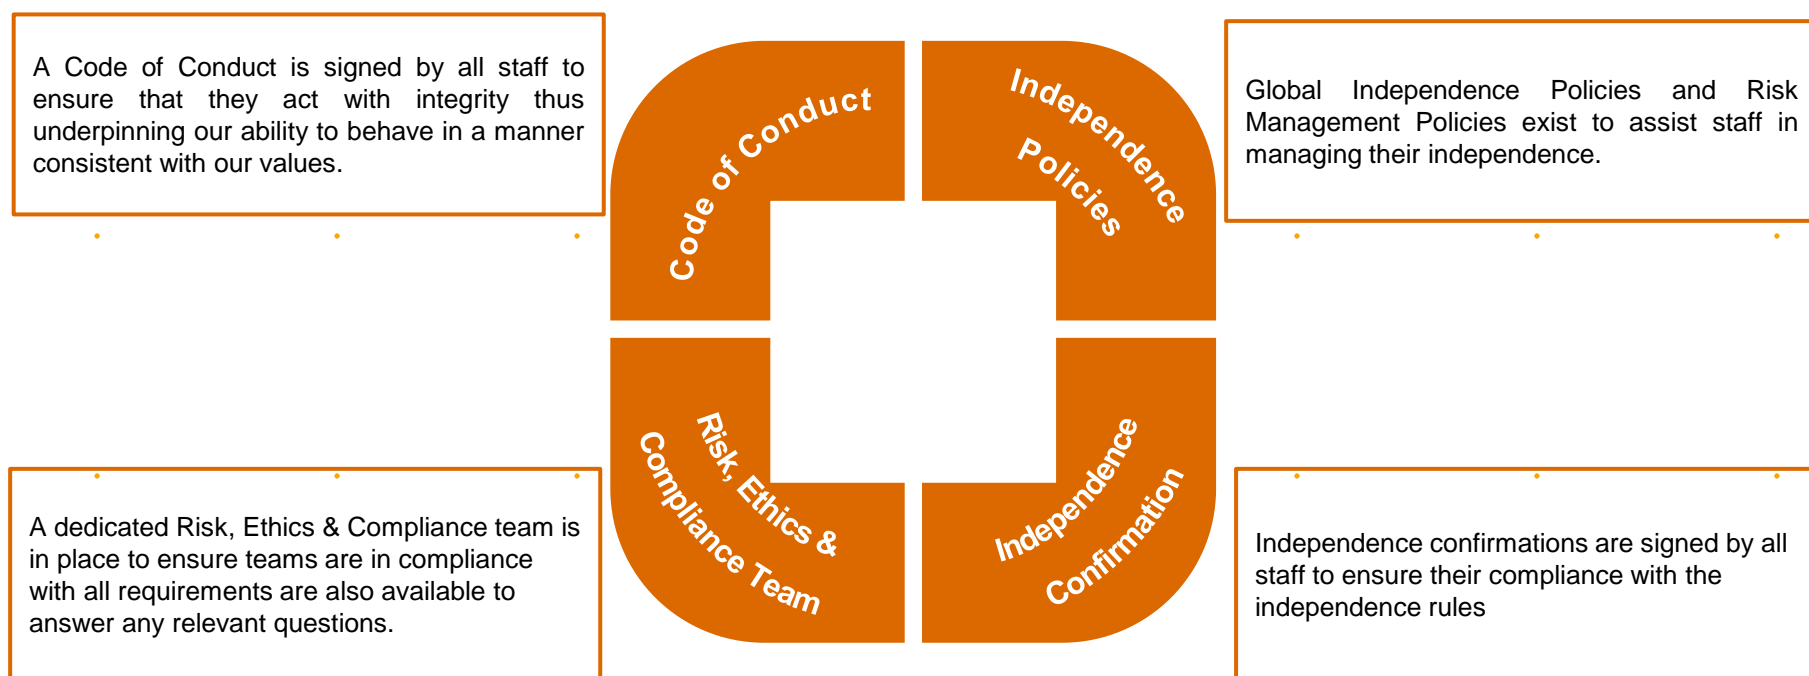 A Code of Conduct is signed by all staff to
ensure that they act with integrity thus
underpinning our ability to behave in a manner
consistent with our values.
Code of Conduct
Independence
Policies
Global Independence Policies and Risk
Management Policies exist to assist staff in
managing their independence.
A dedicated Risk, Ethics & Compliance team is
in place to ensure teams are in compliance
with all requirements are also available to
answer any relevant questions.
Risk, Ethics &
Compliance Team
Independence
Confirmation
Independence confirmations are signed by all
staff to ensure their compliance with the
independence rules